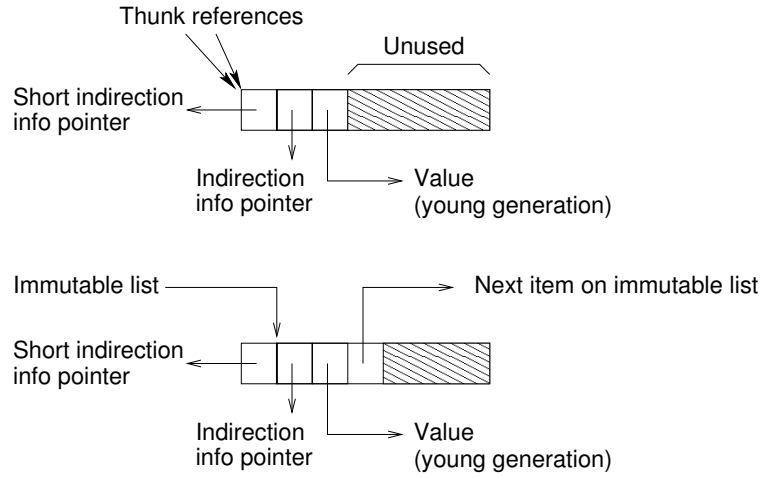 Thunk references
Unused
Short indirection
info pointer
Indirection
info pointer
Value
(young generation)
Immutable list
Next item on immutable list
Short indirection
info pointer
Indirection
info pointer
Value
(young generation)